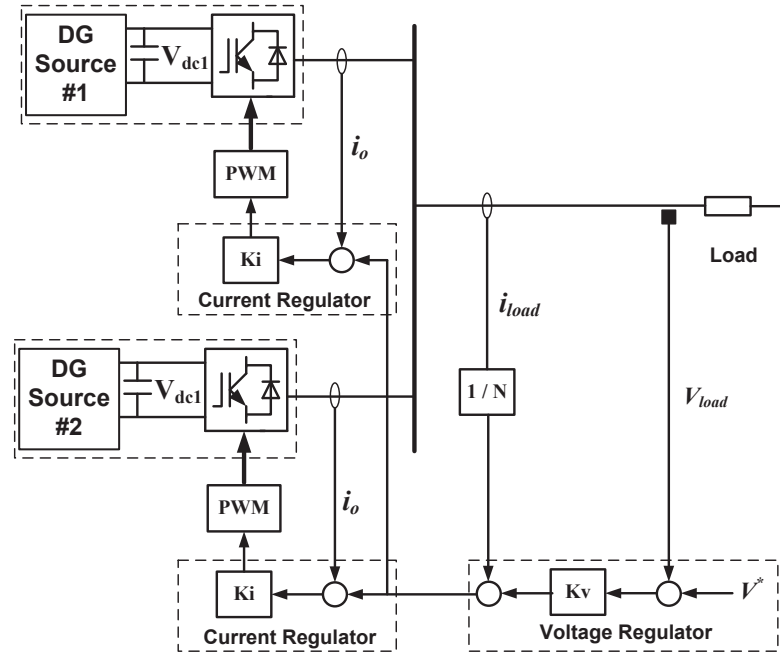 DG
Source
#1
Vdc1
io
PWM
Ki
Current Regulator
Load
iload
DG
Source
#2
Vdc1
1 / N
Vload
PWM
io
Ki
Current Regulator
Kv
V*
Voltage Regulator